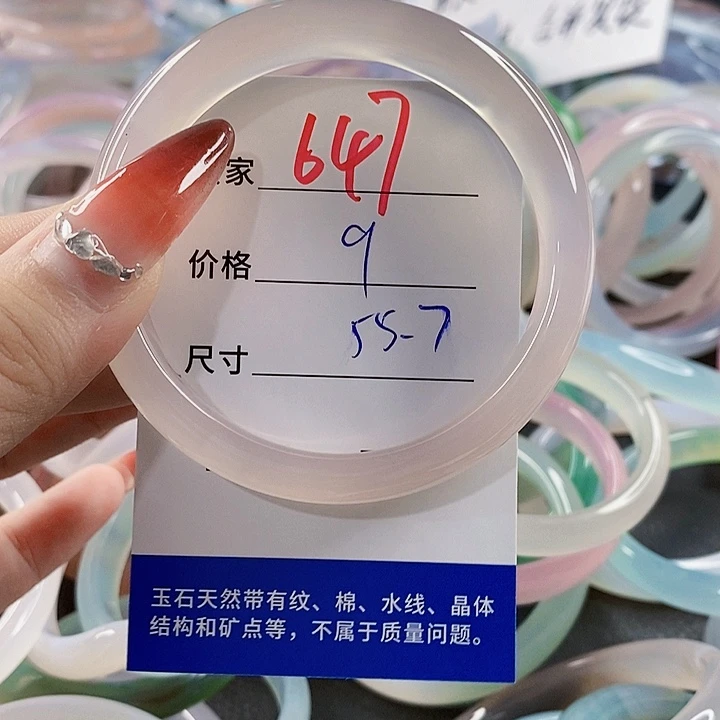 家 647
价格 9
尺寸 55-7
玉石天然带有纹、棉、水线、晶体
结构和矿点等，不属于质量问题。